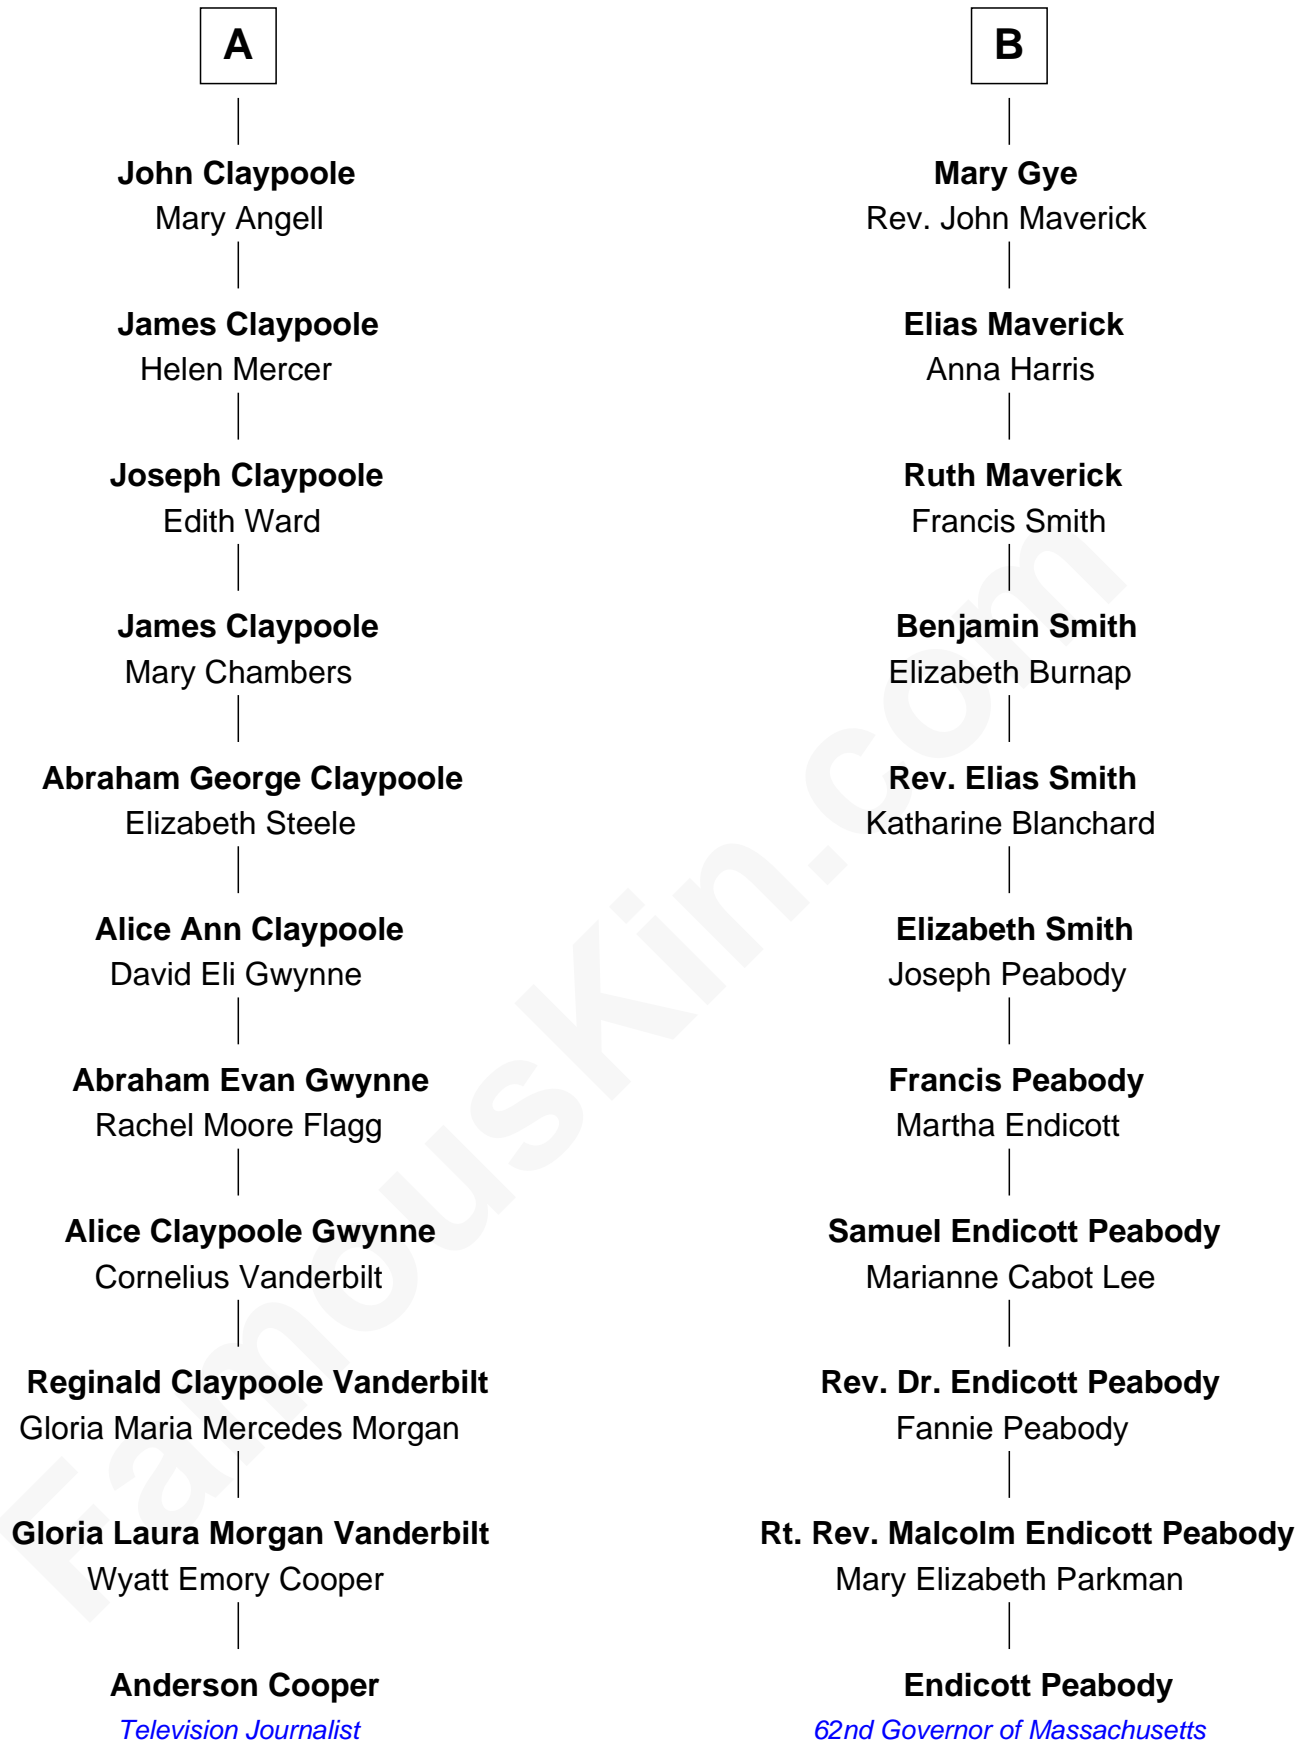 A
John Claypoole
Mary Angell
James Claypoole
Helen Mercer
Joseph Claypoole
Edith Ward
James Claypoole
Mary Chambers
Abraham George Claypoole
Elizabeth Steele
Alice Ann Claypoole
David Eli Gwynne
Abraham Evan Gwynne
Rachel Moore Flagg
Alice Claypoole Gwynne
Cornelius Vanderbilt
Reginald Claypoole Vanderbilt
Gloria Maria Mercedes Morgan
Gloria Laura Morgan Vanderbilt
Wyatt Emory Cooper
Anderson Cooper
Television Journalist
B
Mary Gye
Rev. John Maverick
Elias Maverick
Anna Harris
Ruth Maverick
Francis Smith
Benjamin Smith
Elizabeth Burnap
Rev. Elias Smith
Katharine Blanchard
Elizabeth Smith
Joseph Peabody
Francis Peabody
Martha Endicott
Samuel Endicott Peabody
Marianne Cabot Lee
Rev. Dr. Endicott Peabody
Fannie Peabody
Rt. Rev. Malcolm Endicott Peabody
Mary Elizabeth Parkman
Endicott Peabody
62nd Governor of Massachusetts
FamousKin.com